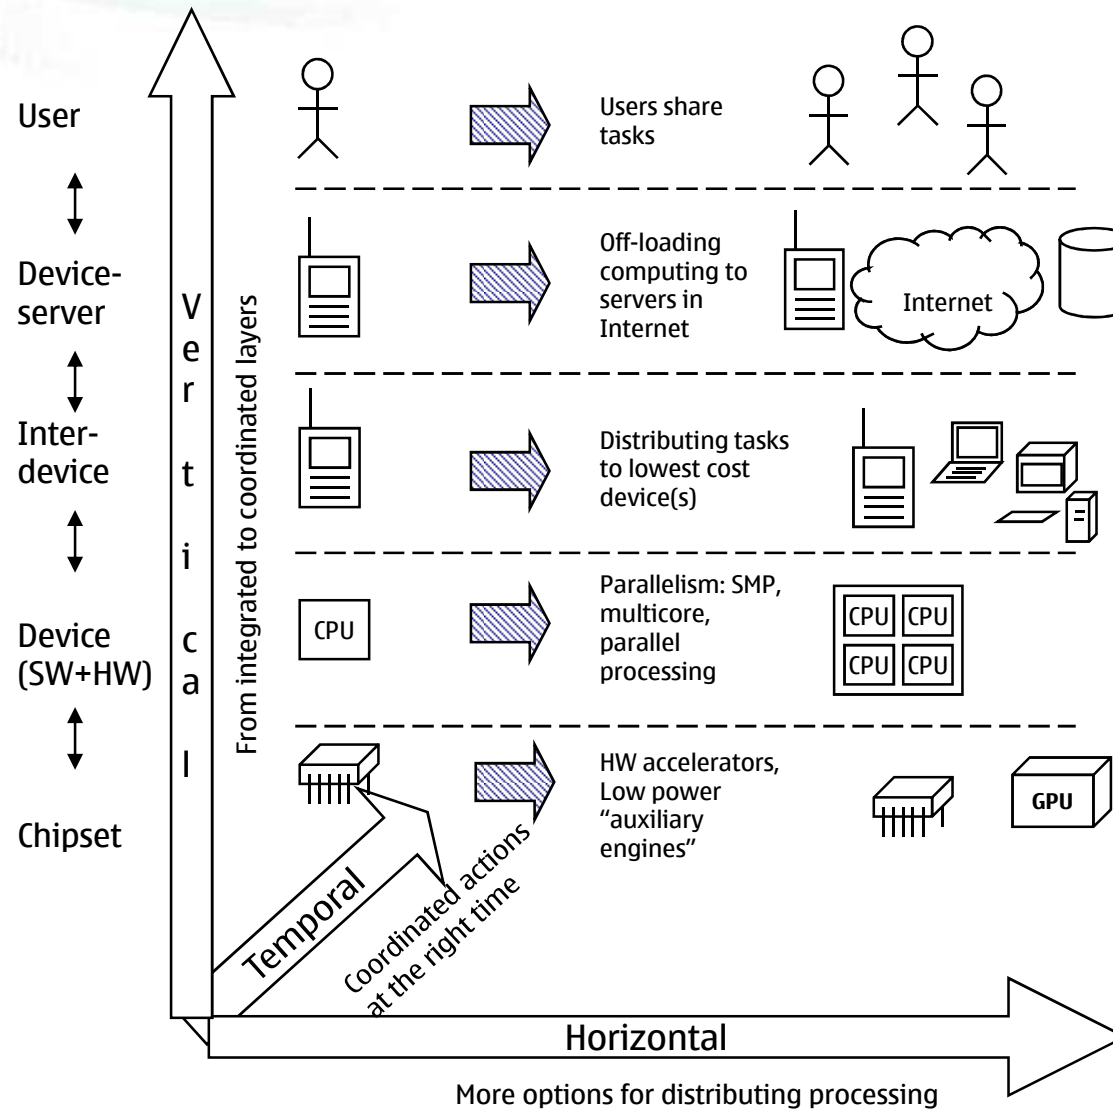 User
Users share
tasks
Device-
server
Off-loading
computing to
servers in
Internet
Internet
Inter-
device
Distributing tasks
to lowest cost
device(s)
Device
(SW+HW)
CPU
Parallelism: SMP,
multicore,
parallel
processing
CPU CPU
CPU CPU
Chipset
HW accelerators,
Low power
“auxiliary
engines”
GPU
Vertical
From integrated to coordinated layers
Temporal
Coordinated actions
at the right time
Horizontal
More options for distributing processing